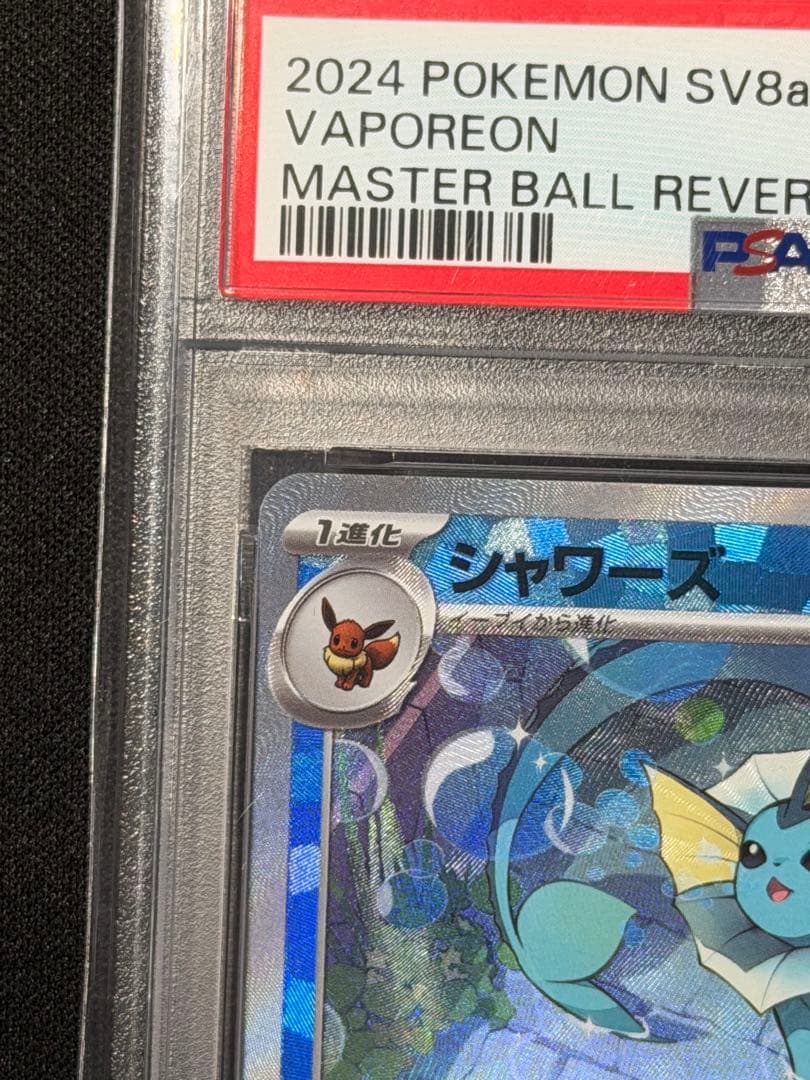 2024 POKEMON SV8a
VAPOREON
MASTER BALL REVER
PSA
1進化
シャワーズ
イーブイから進化